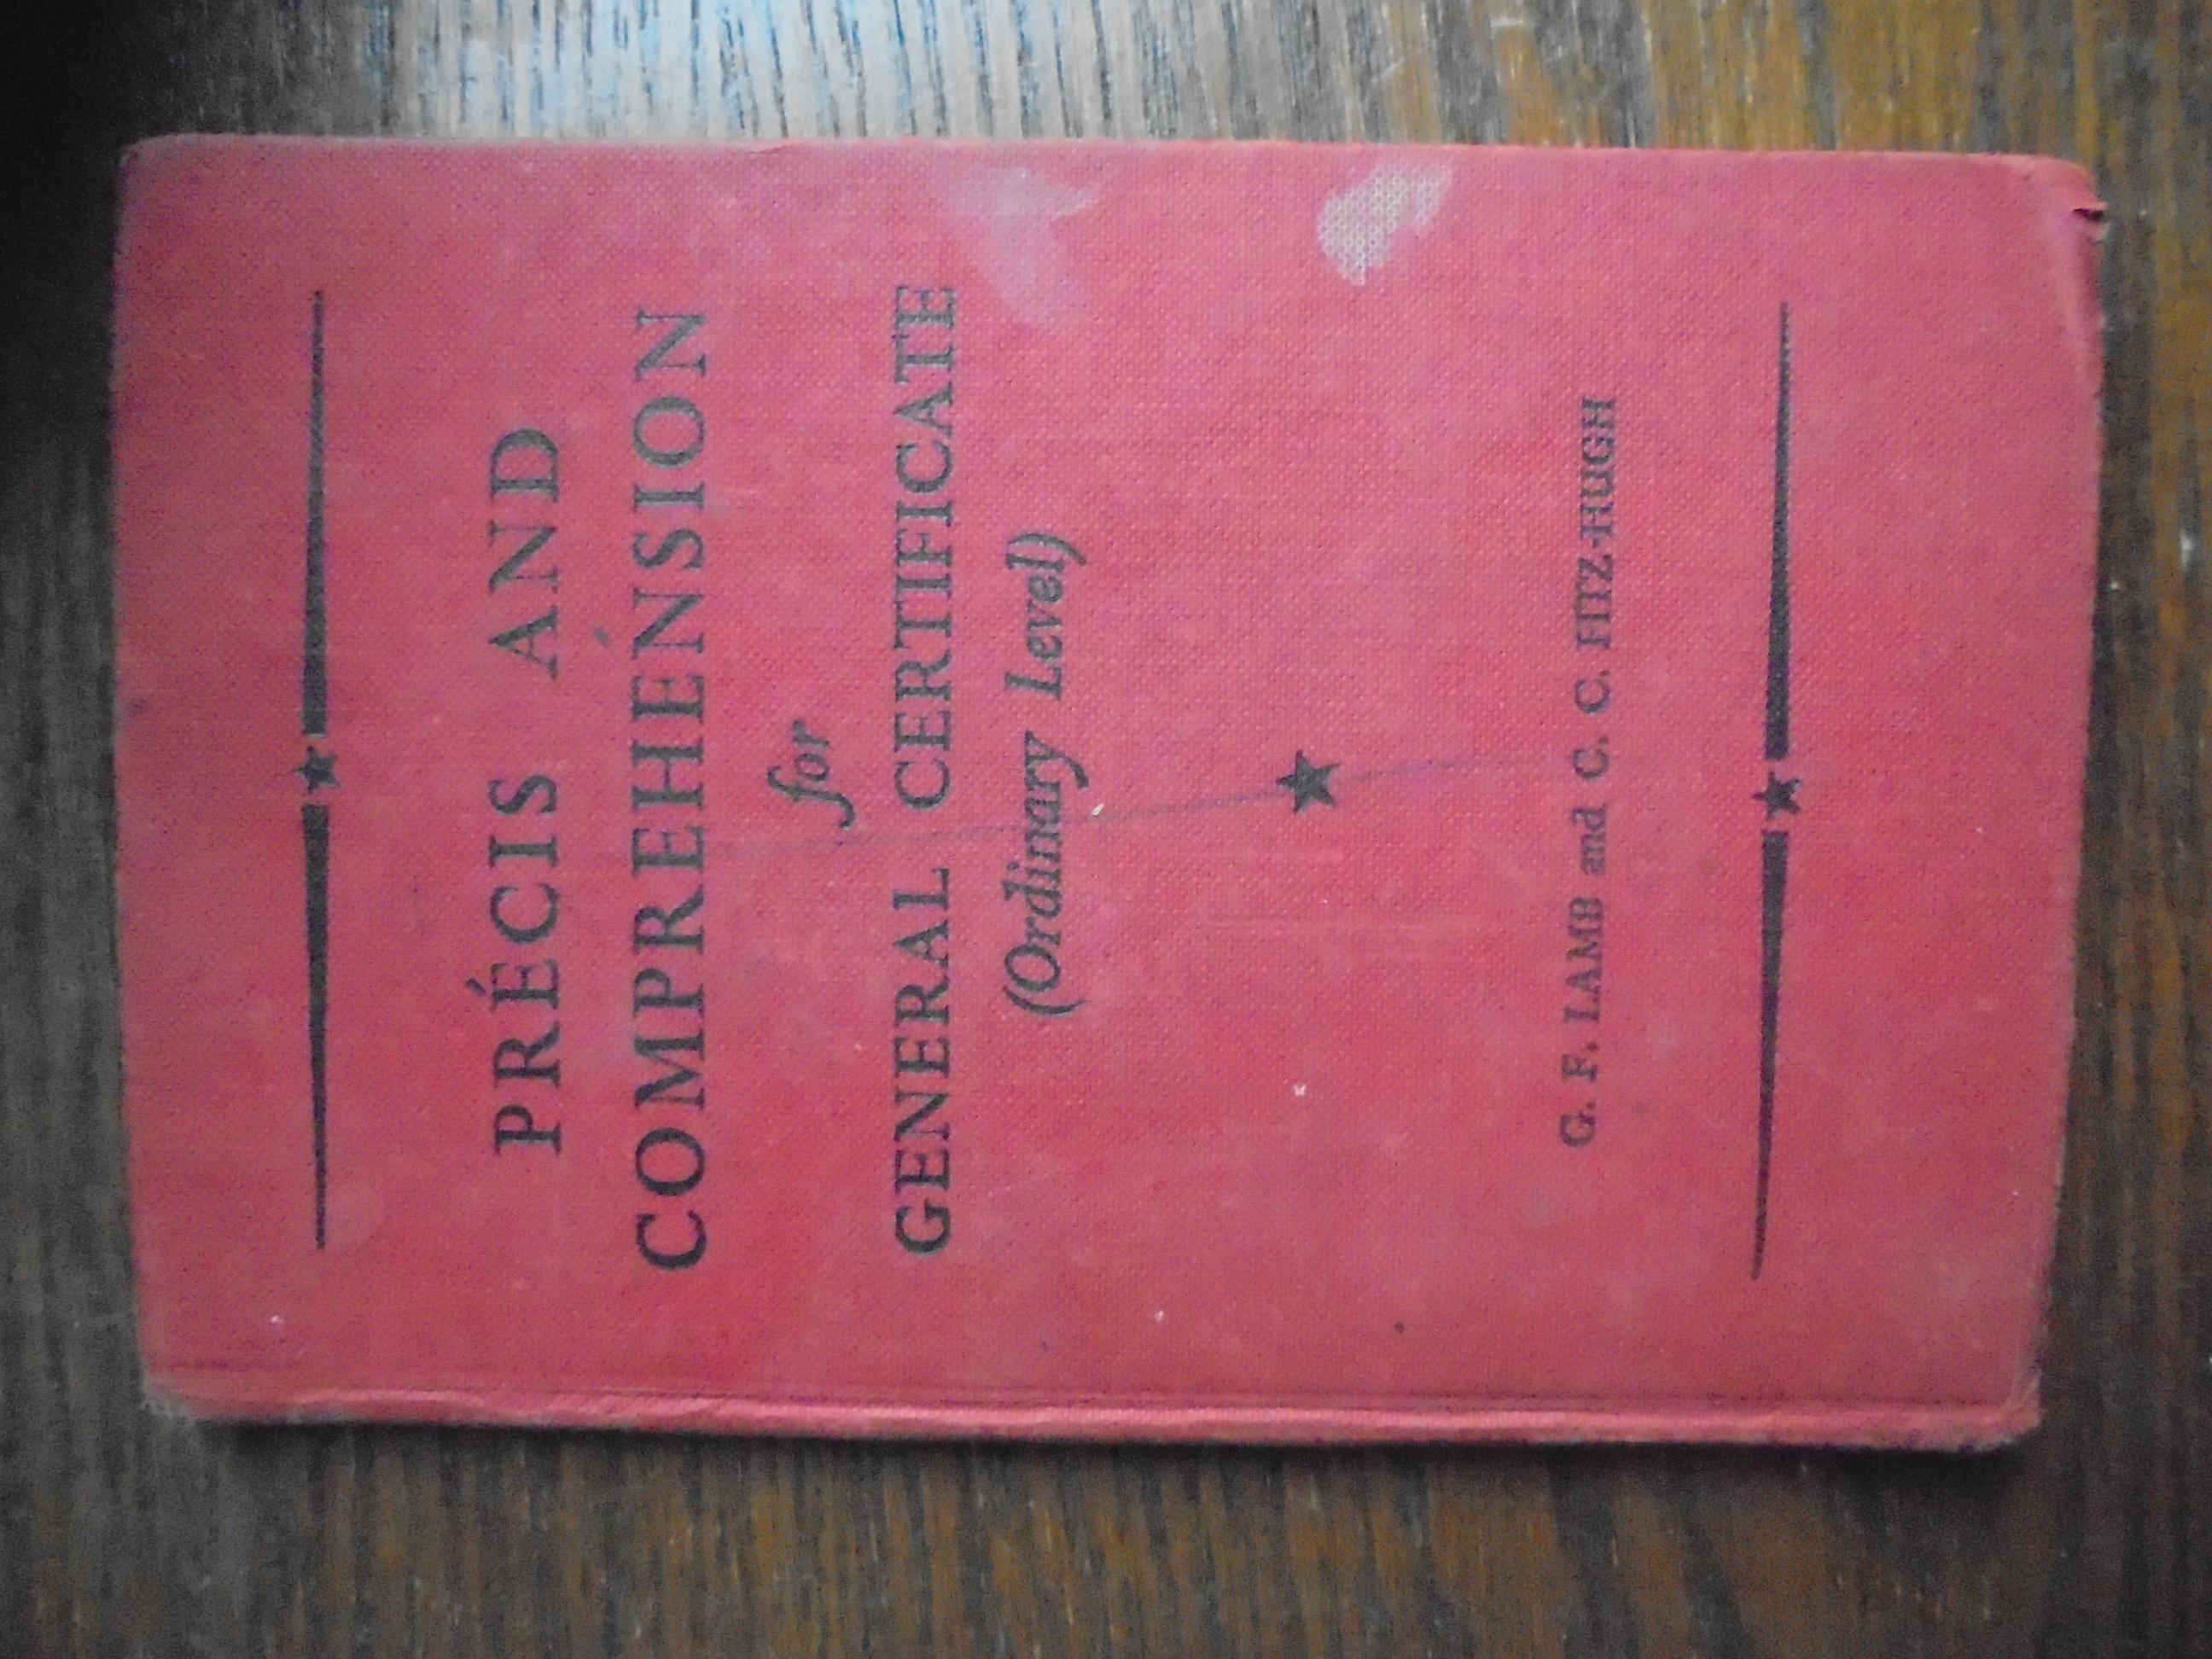 PRÉCIS AND
COMPREHENSION
for
GENERAL CERTIFICATE
(Ordinary Level)
G. F. LAMB and C. C. FITZ-HUGH